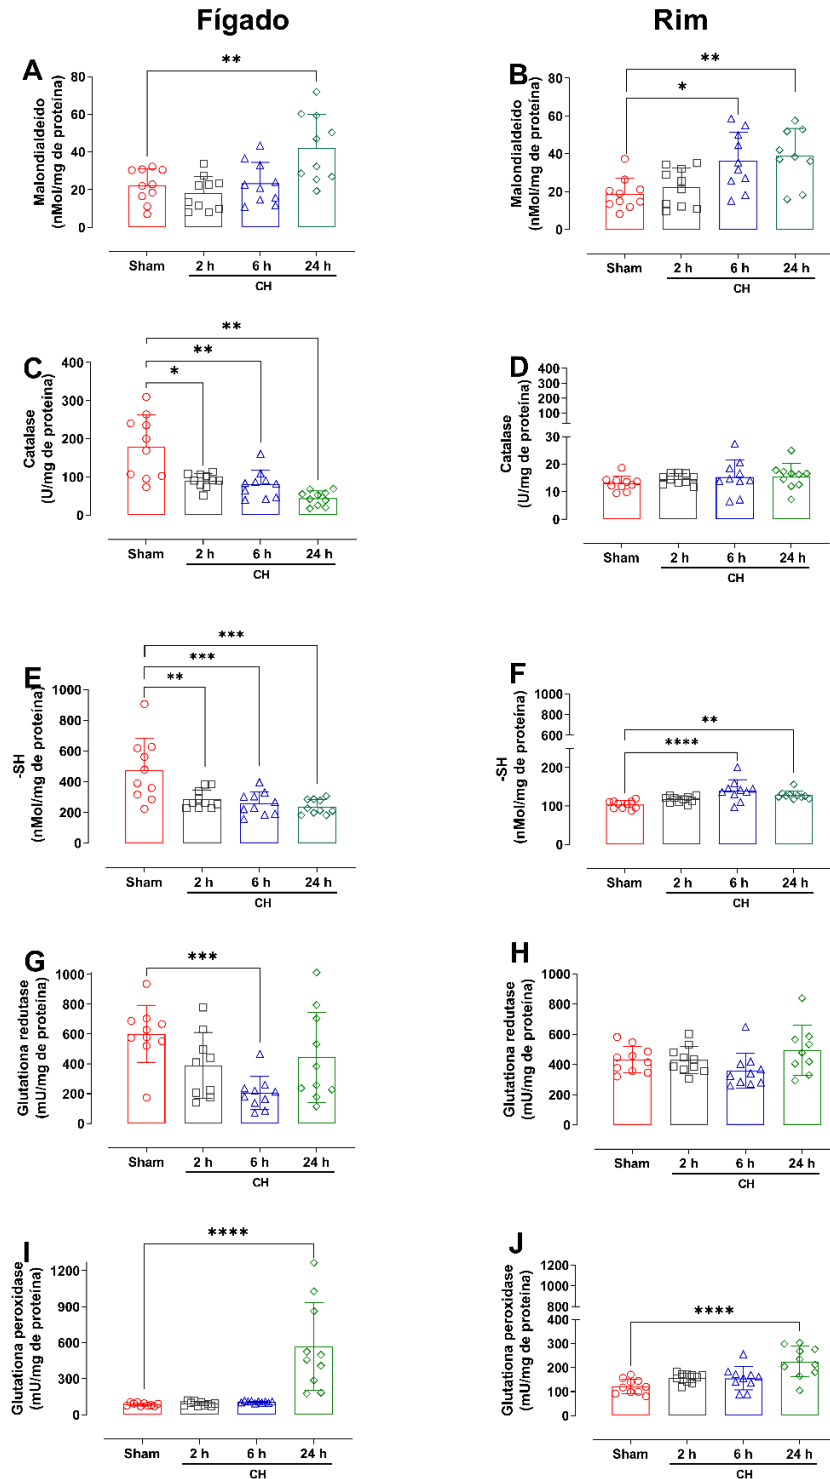 Fígado
Rim
A
**
80
60
40
20
0
Malondialdeído
(nMol/mg de proteína)
Sham
2 h
6 h
24 h
CH
B
**
*
80
60
40
20
0
Malondialdeído
(nMol/mg de proteína)
Sham
2 h
6 h
24 h
CH
C
**
**
*
400
300
200
100
0
Catalase
(U/mg de proteína)
Sham
2 h
6 h
24 h
CH
D
400
300
200
100
30
20
10
0
Catalase
(U/mg de proteína)
Sham
2 h
6 h
24 h
CH
E
***
***
**
1000
800
600
400
200
0
-SH
(nMol/mg de proteína)
Sham
2 h
6 h
24 h
CH
F
**
****
1000
800
600
200
100
0
-SH
(nMol/mg de proteína)
Sham
2 h
6 h
24 h
CH
G
***
1000
800
600
400
200
0
Glutationa redutase
(mU/mg de proteína)
Sham
2 h
6 h
24 h
CH
H
1000
800
600
400
200
0
Glutationa redutase
(mU/mg de proteína)
Sham
2 h
6 h
24 h
CH
I
****
1200
900
600
300
0
Glutationa peroxidase
(mU/mg de proteína)
Sham
2 h
6 h
24 h
CH
J
****
1200
1000
800
400
300
200
100
0
Glutationa peroxidase
(mU/mg de proteína)
Sham
2 h
6 h
24 h
CH